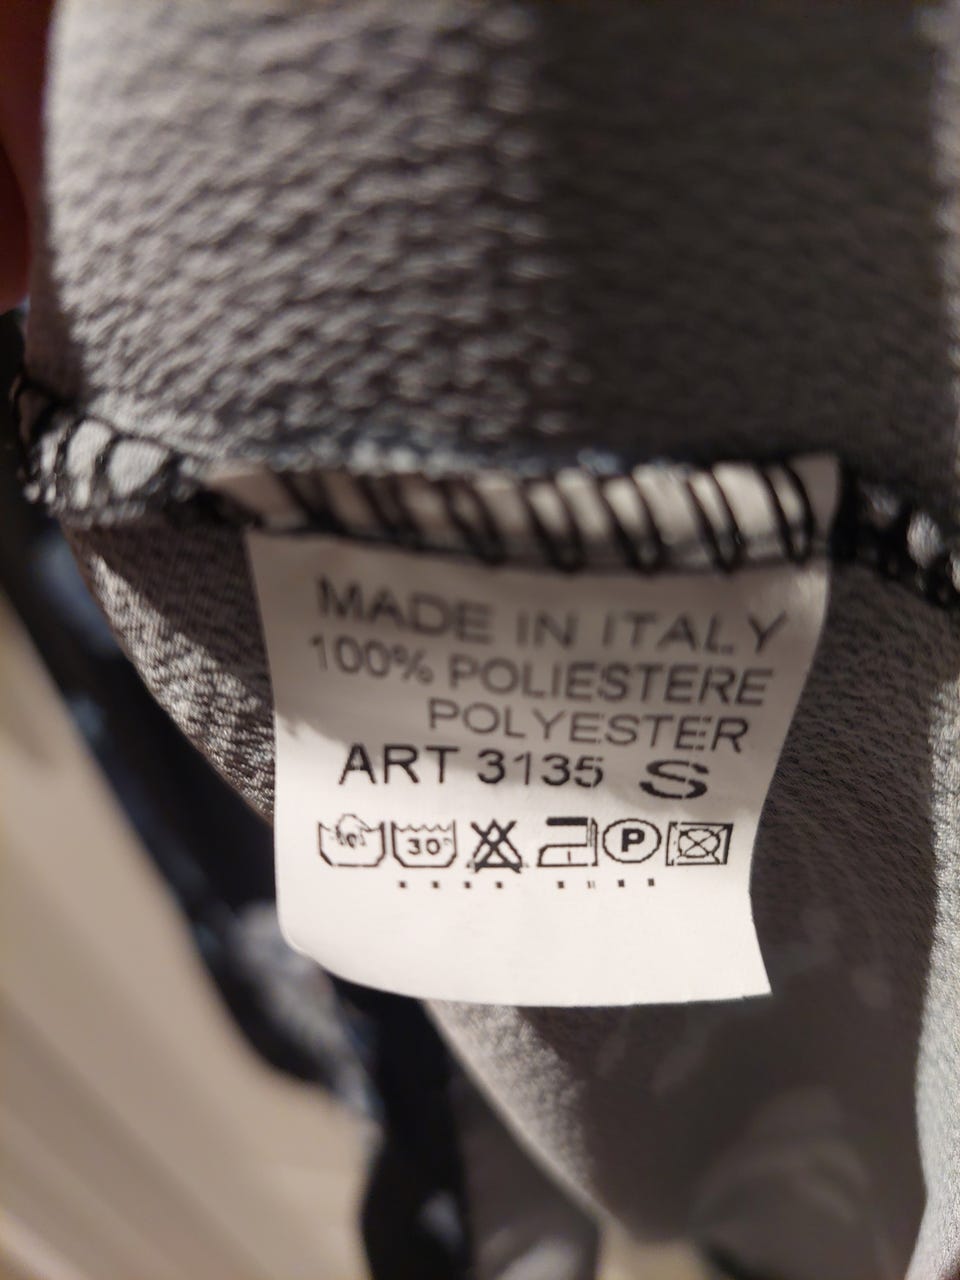 MADE IN ITALY
100% POLIESTERE
POLYESTER
ART 3135 S
30° P